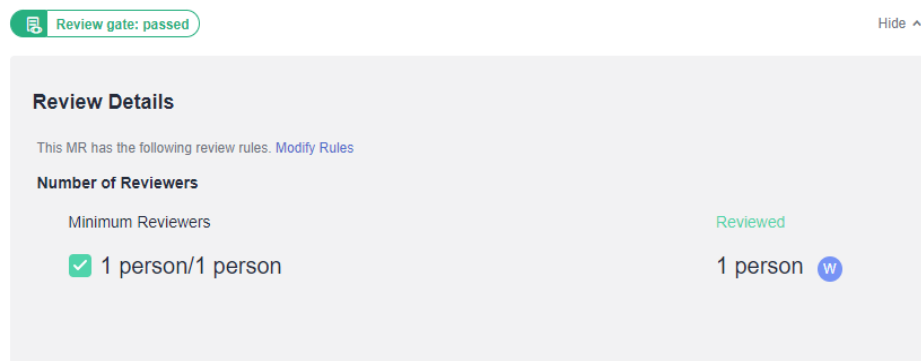 Review gate: passed
Hide
Review Details
This MR has the following review rules. Modify Rules
Number of Reviewers
Minimum Reviewers
Reviewed
1 person/1 person
1 person W